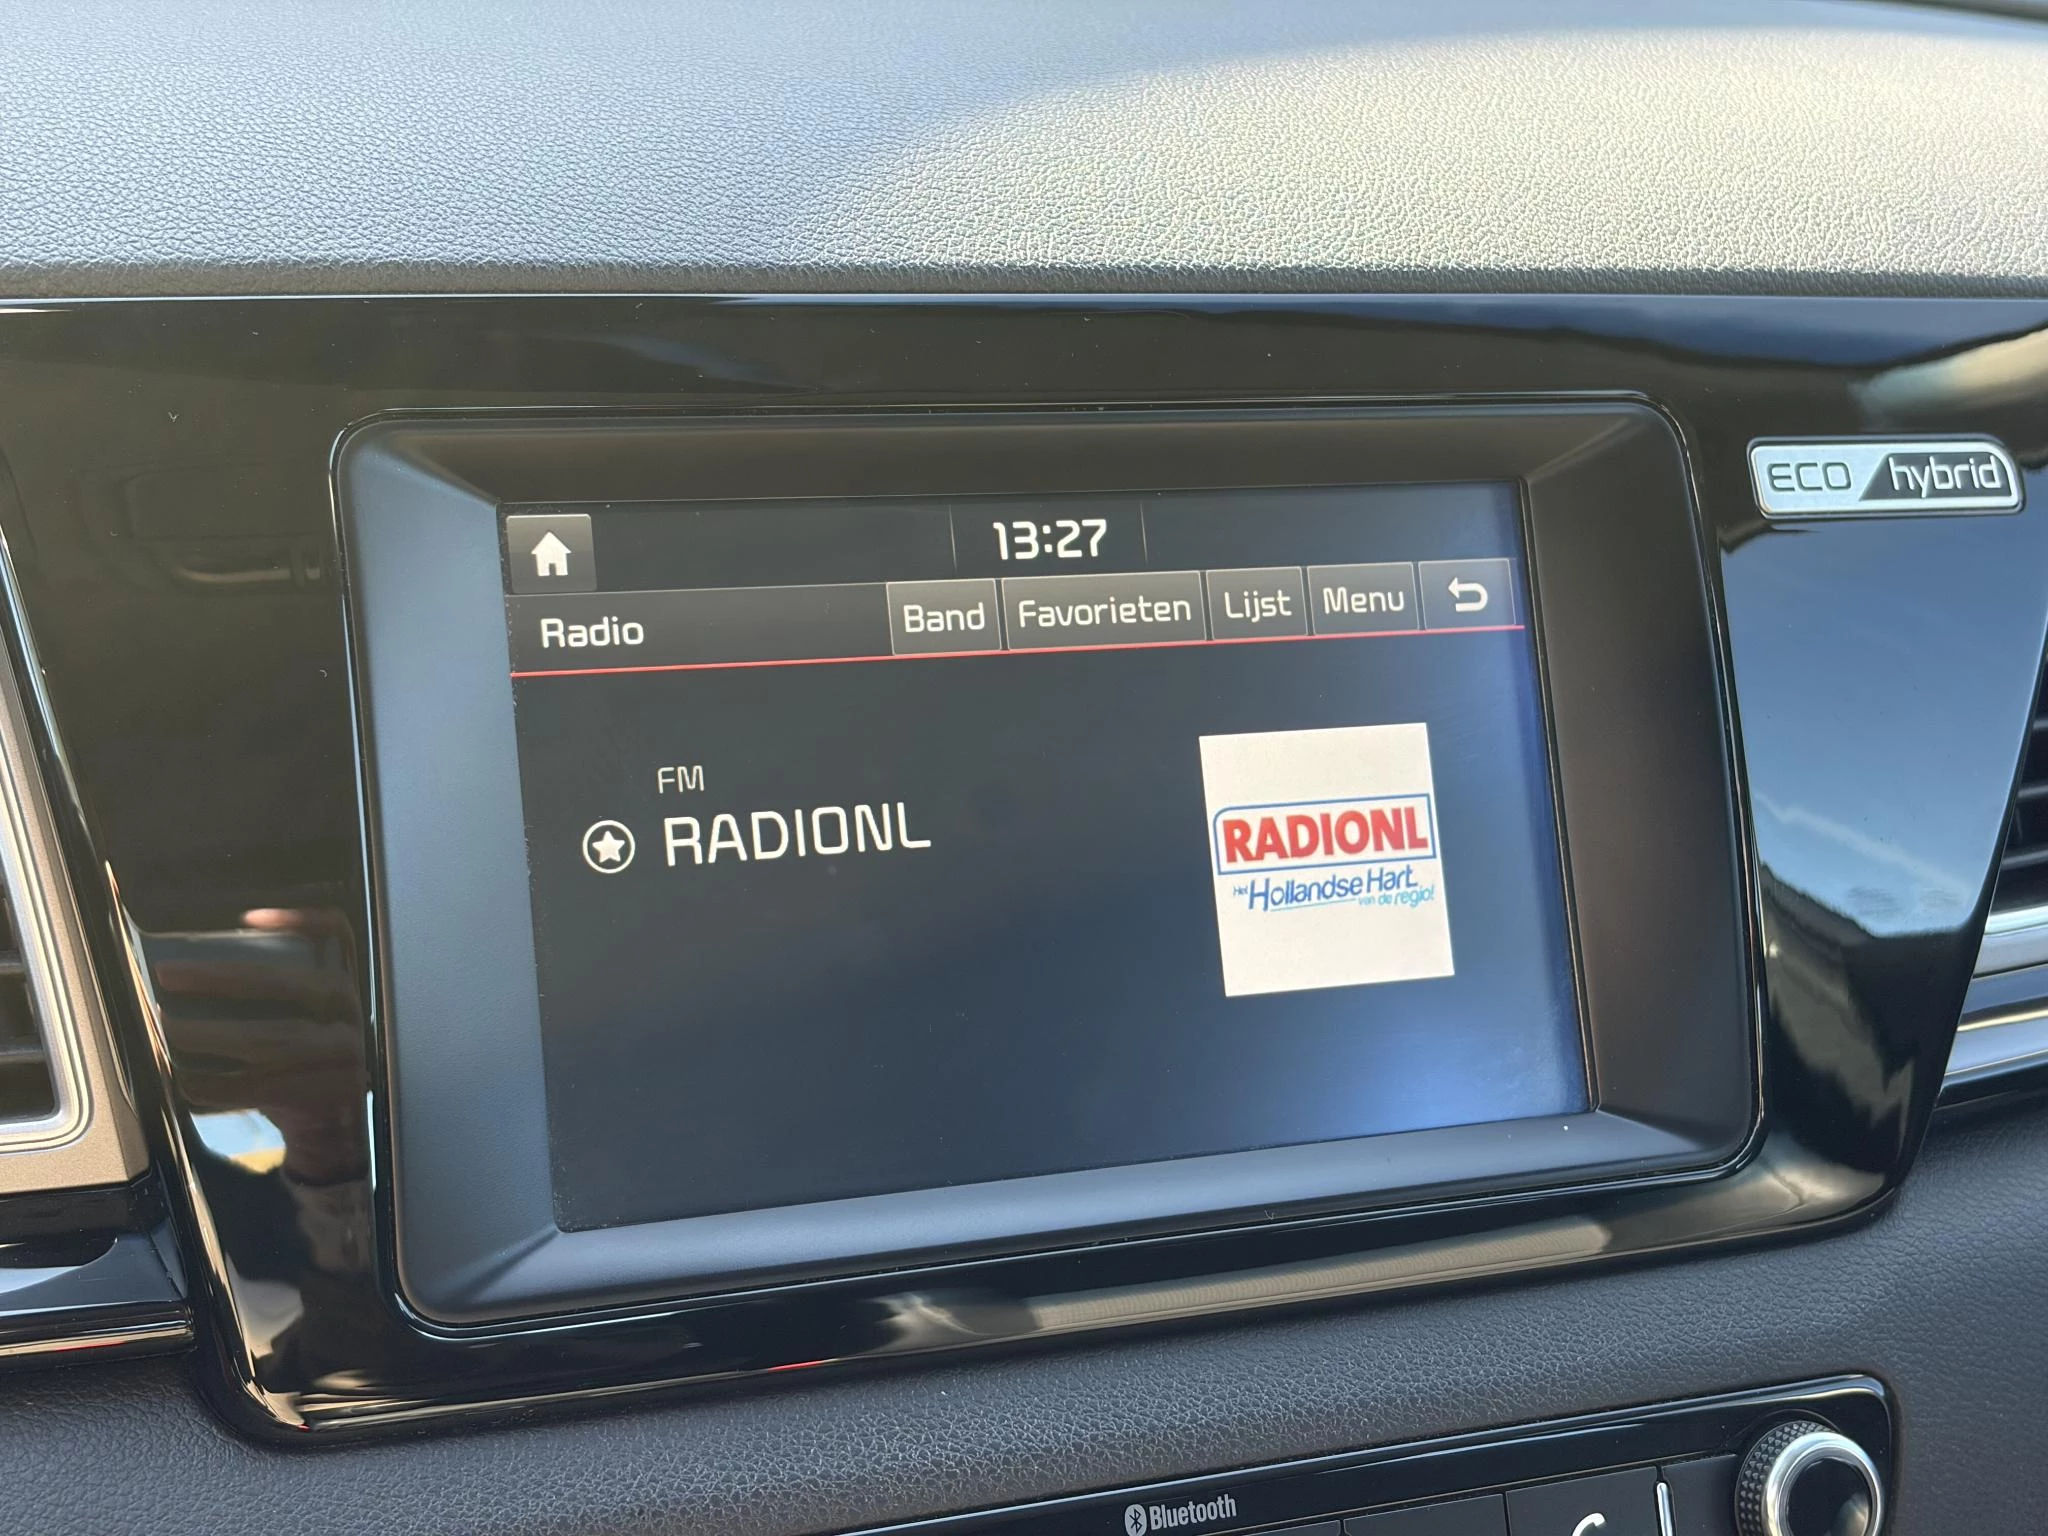 13:27
Radio Band Favorieten Lijst Menu
FM
RADIONL
RADIONL
Het Hollandse Hart
van de regio!
ECO hybrid
Bluetooth